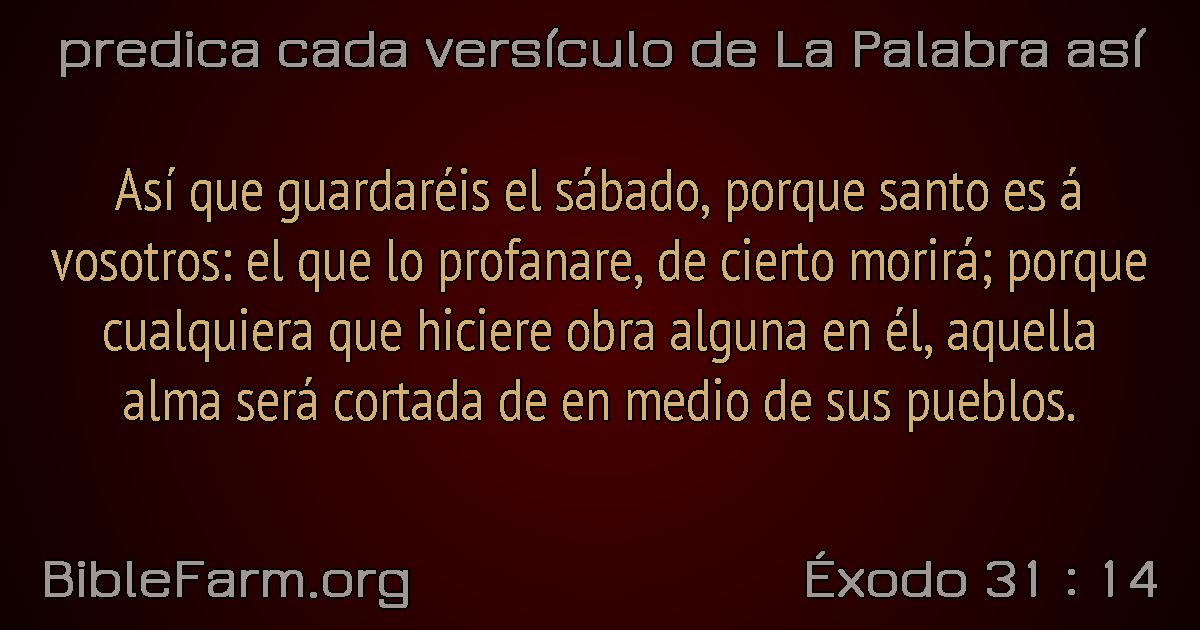 predica cada versículo de La Palabra así
Así que guardaréis el sábado, porque santo es á
vosotros: el que lo profanare, de cierto morirá; porque
cualquiera que hiciere obra alguna en él, aquella
alma será cortada de en medio de sus pueblos.
BibleFarm.org
Éxodo 31 : 14